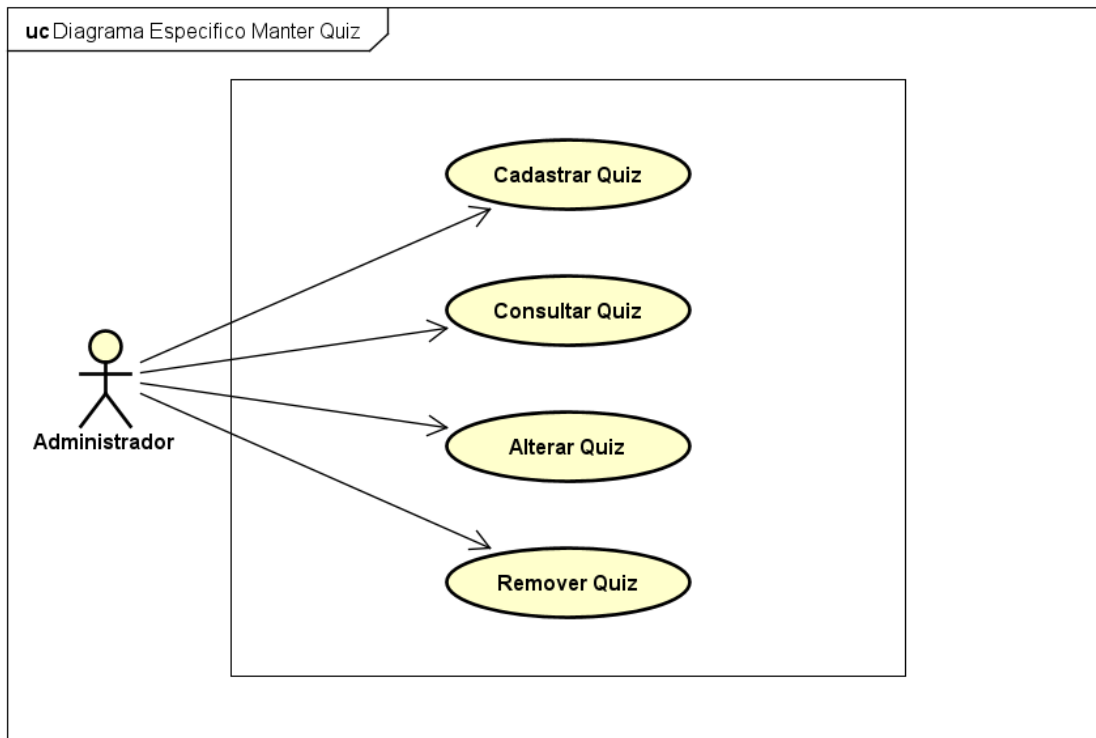 uc Diagrama Especifico Manter Quiz
Cadastrar Quiz
Consultar Quiz
Administrador
Alterar Quiz
Remover Quiz